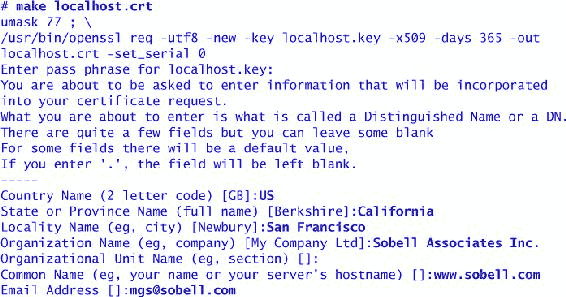 # make localhost.crt
umask 77 ; \
/usr/bin/openssl req -utf8 -new -key localhost.key -x509 -days 365 -out
localhost.crt -set_serial 0
Enter pass phrase for localhost.key:
You are about to be asked to enter information that will be incorporated
into your certificate request.
What you are about to enter is what is called a Distinguished Name or a DN.
There are quite a few fields but you can leave some blank
For some fields there will be a default value,
If you enter '.', the field will be left blank.
-----
Country Name (2 letter code) [GB]:US
State or Province Name (full name) [Berkshire]:California
Locality Name (eg, city) [Newbury]:San Francisco
Organization Name (eg, company) [My Company Ltd]:Sobell Associates Inc.
Organizational Unit Name (eg, section) []:
Common Name (eg, your name or your server's hostname) []:www.sobell.com
Email Address []:mgs@sobell.com